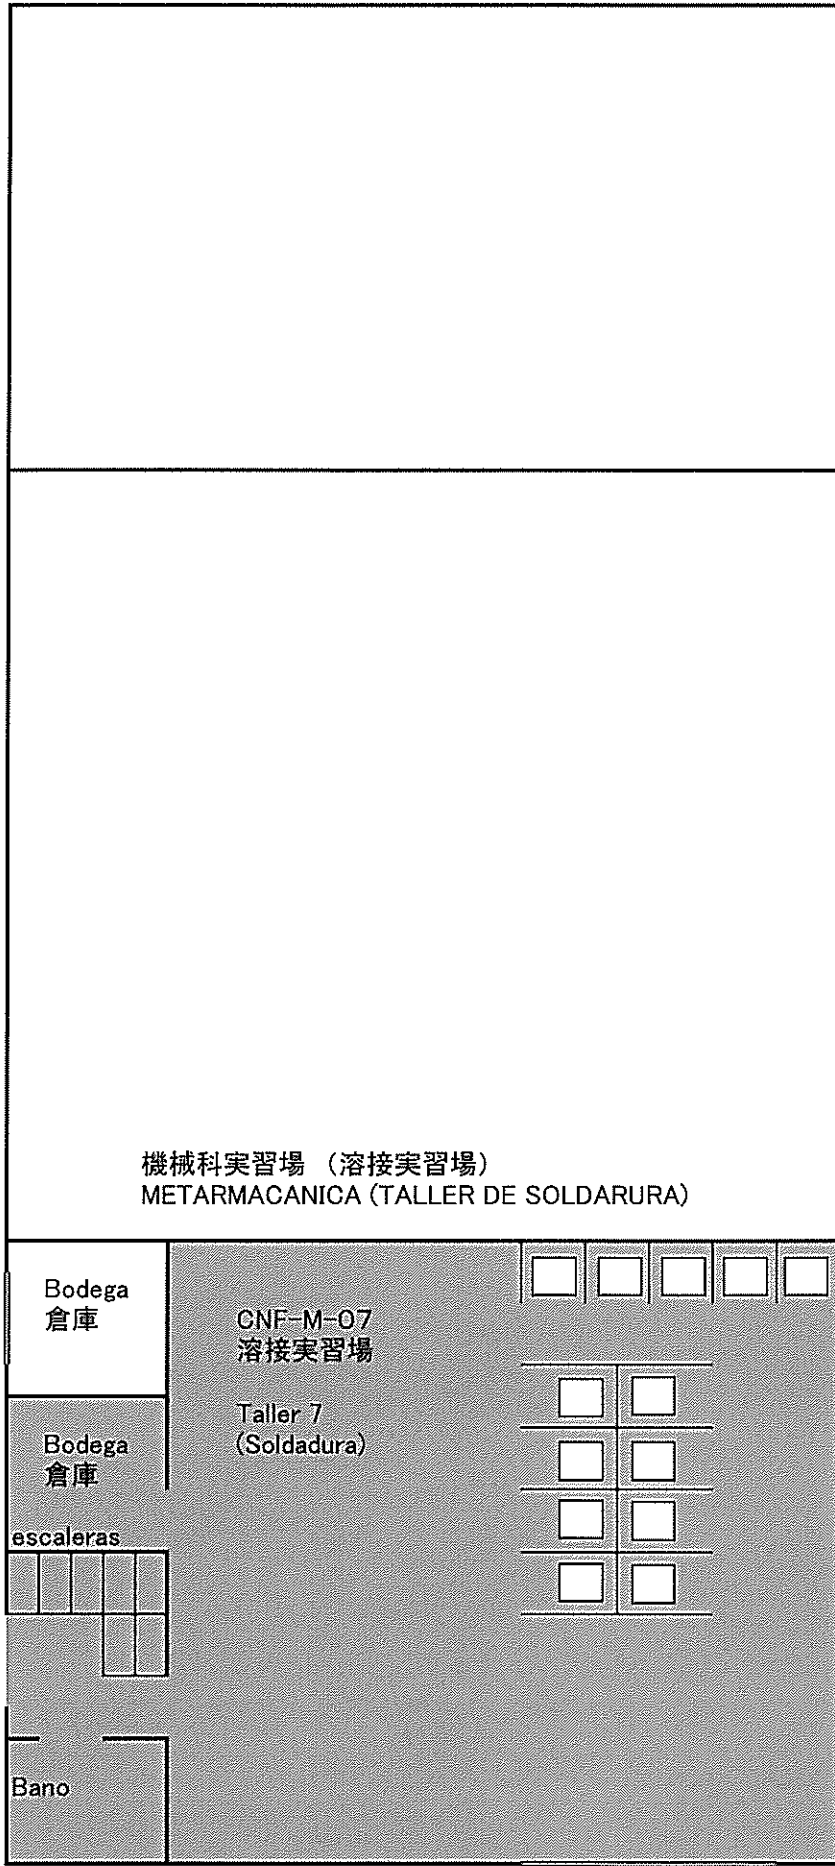 機械科実習場 （溶接実習場）
METARMACANICA (TALLER DE SOLDARURA)
Bodega
倉庫
CNF-M-07
溶接実習場
Taller 7
(Soldadura)
Bodega
倉庫
escaleras
Bano